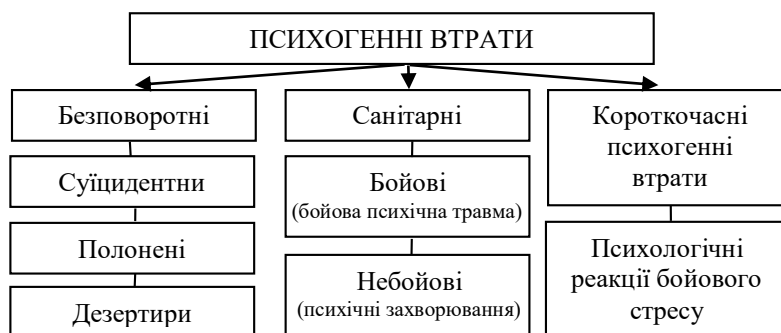 ПСИХОГЕННІ ВТРАТИ
Безповоротні
Суїцидентни
Полонені
Дезертири
Санітарні
Бойові
(бойова психічна травма)
Небойові
(психічні захворювання)
Короткочасні
психогенні
втрати
Психологічні
реакції бойового
стресу